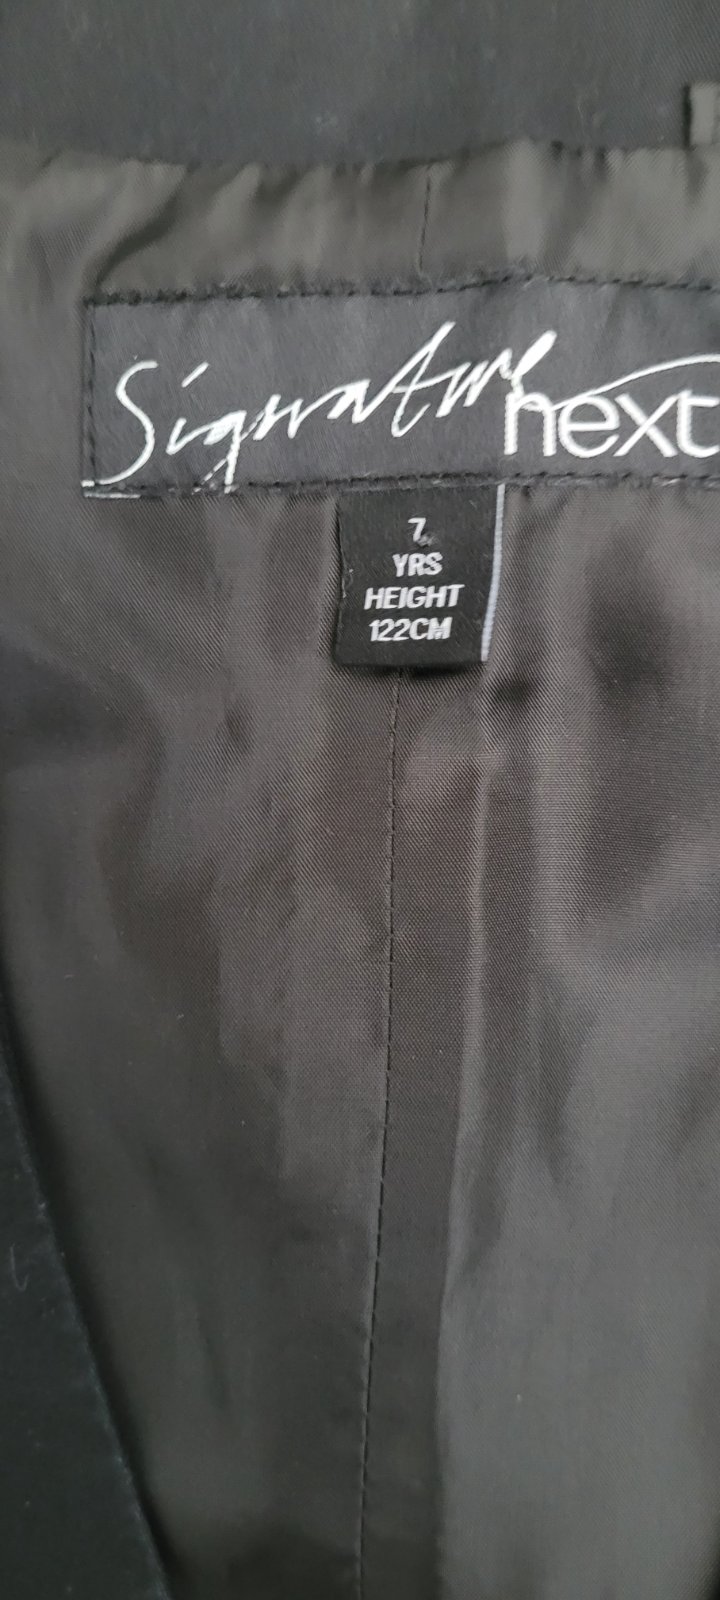 Signature
next
7
YRS
HEIGHT
122CM